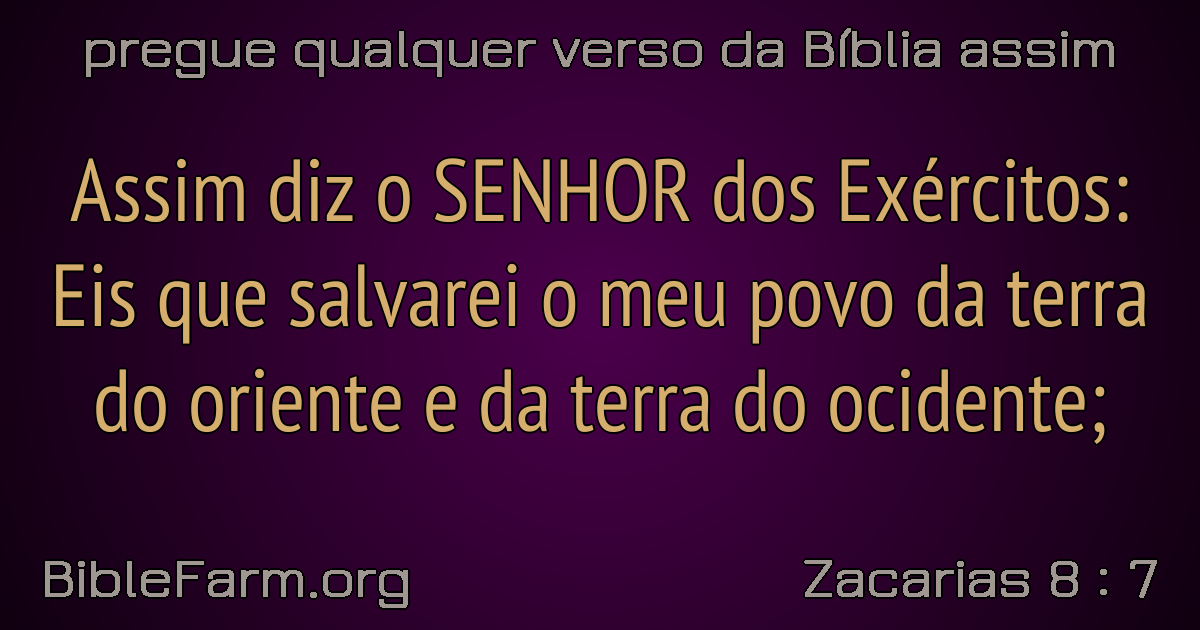 pregue qualquer verso da Bíblia assim
Assim diz o SENHOR dos Exércitos:
Eis que salvarei o meu povo da terra
do oriente e da terra do ocidente;
BibleFarm.org
Zacarias 8 : 7